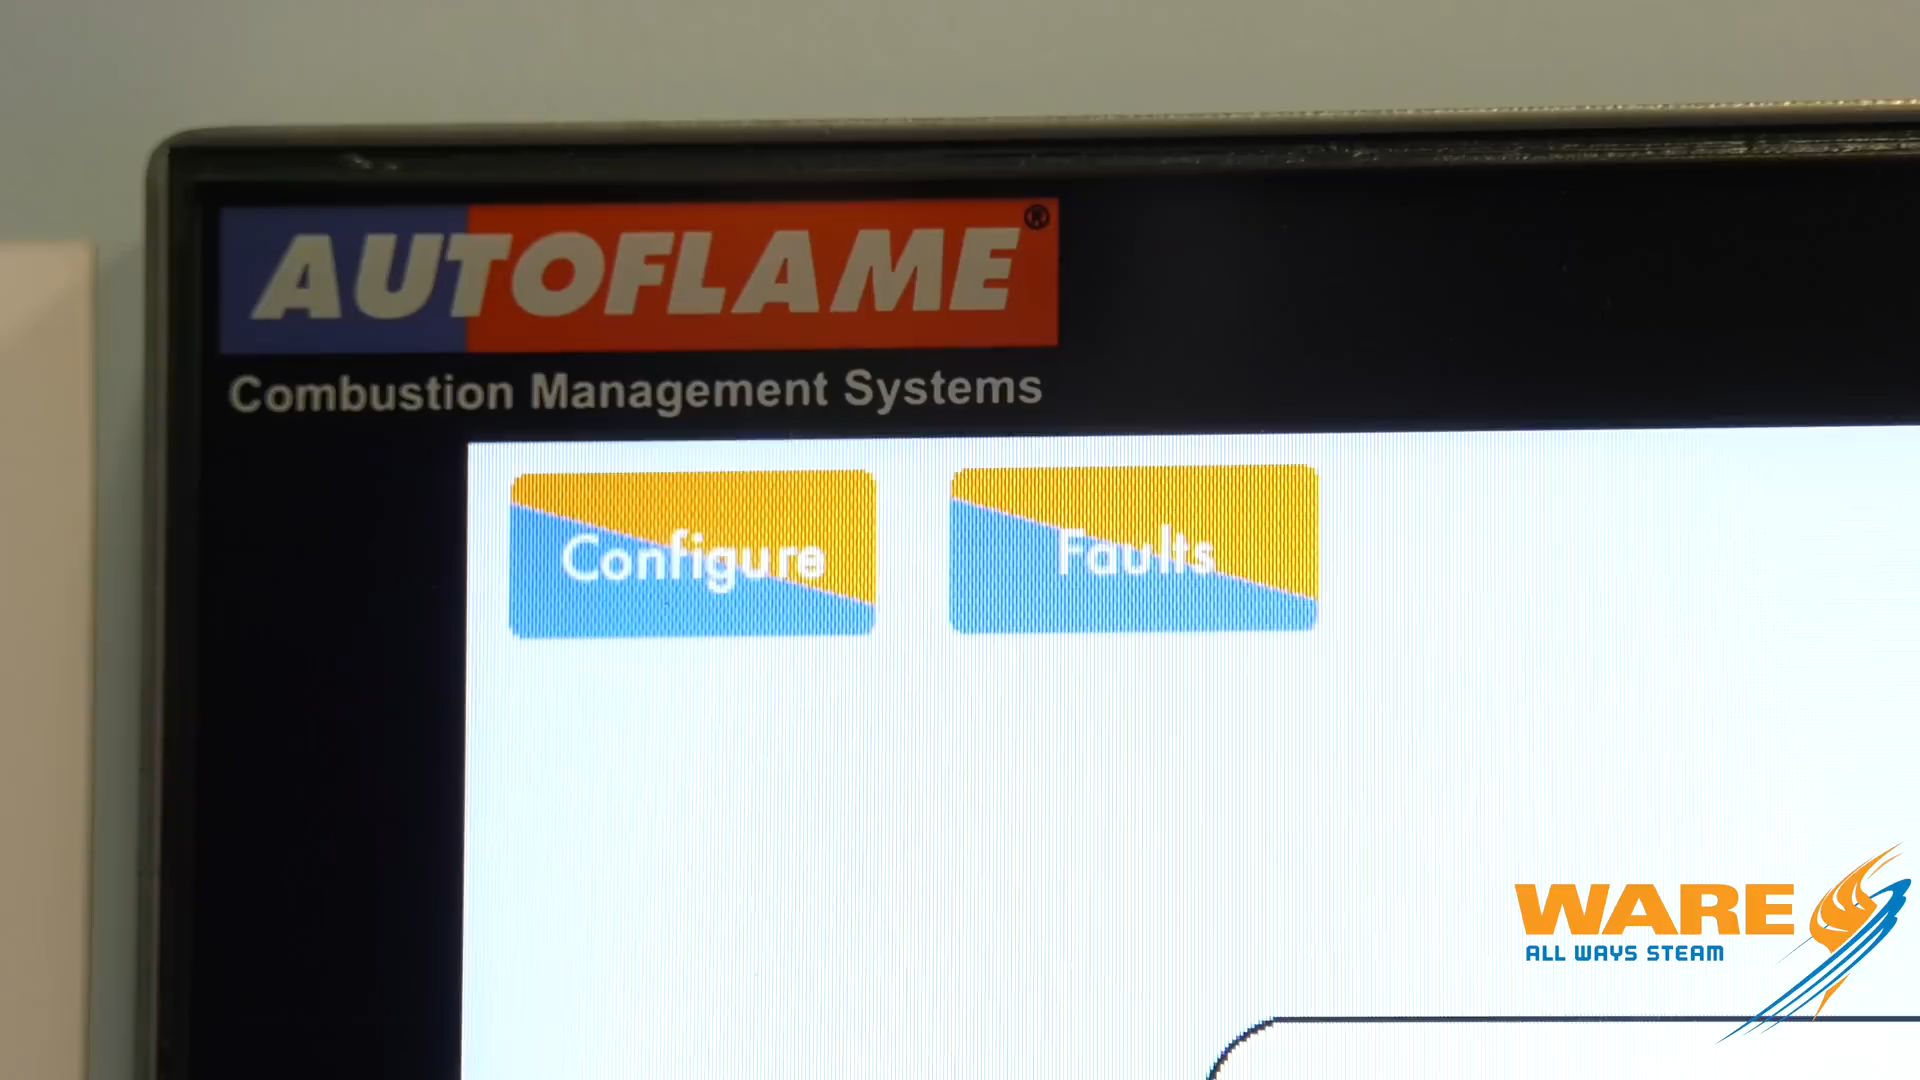 AUTOFLAME®
Combustion Management Systems
Configure
Faults
WARE
ALL WAYS STEAM